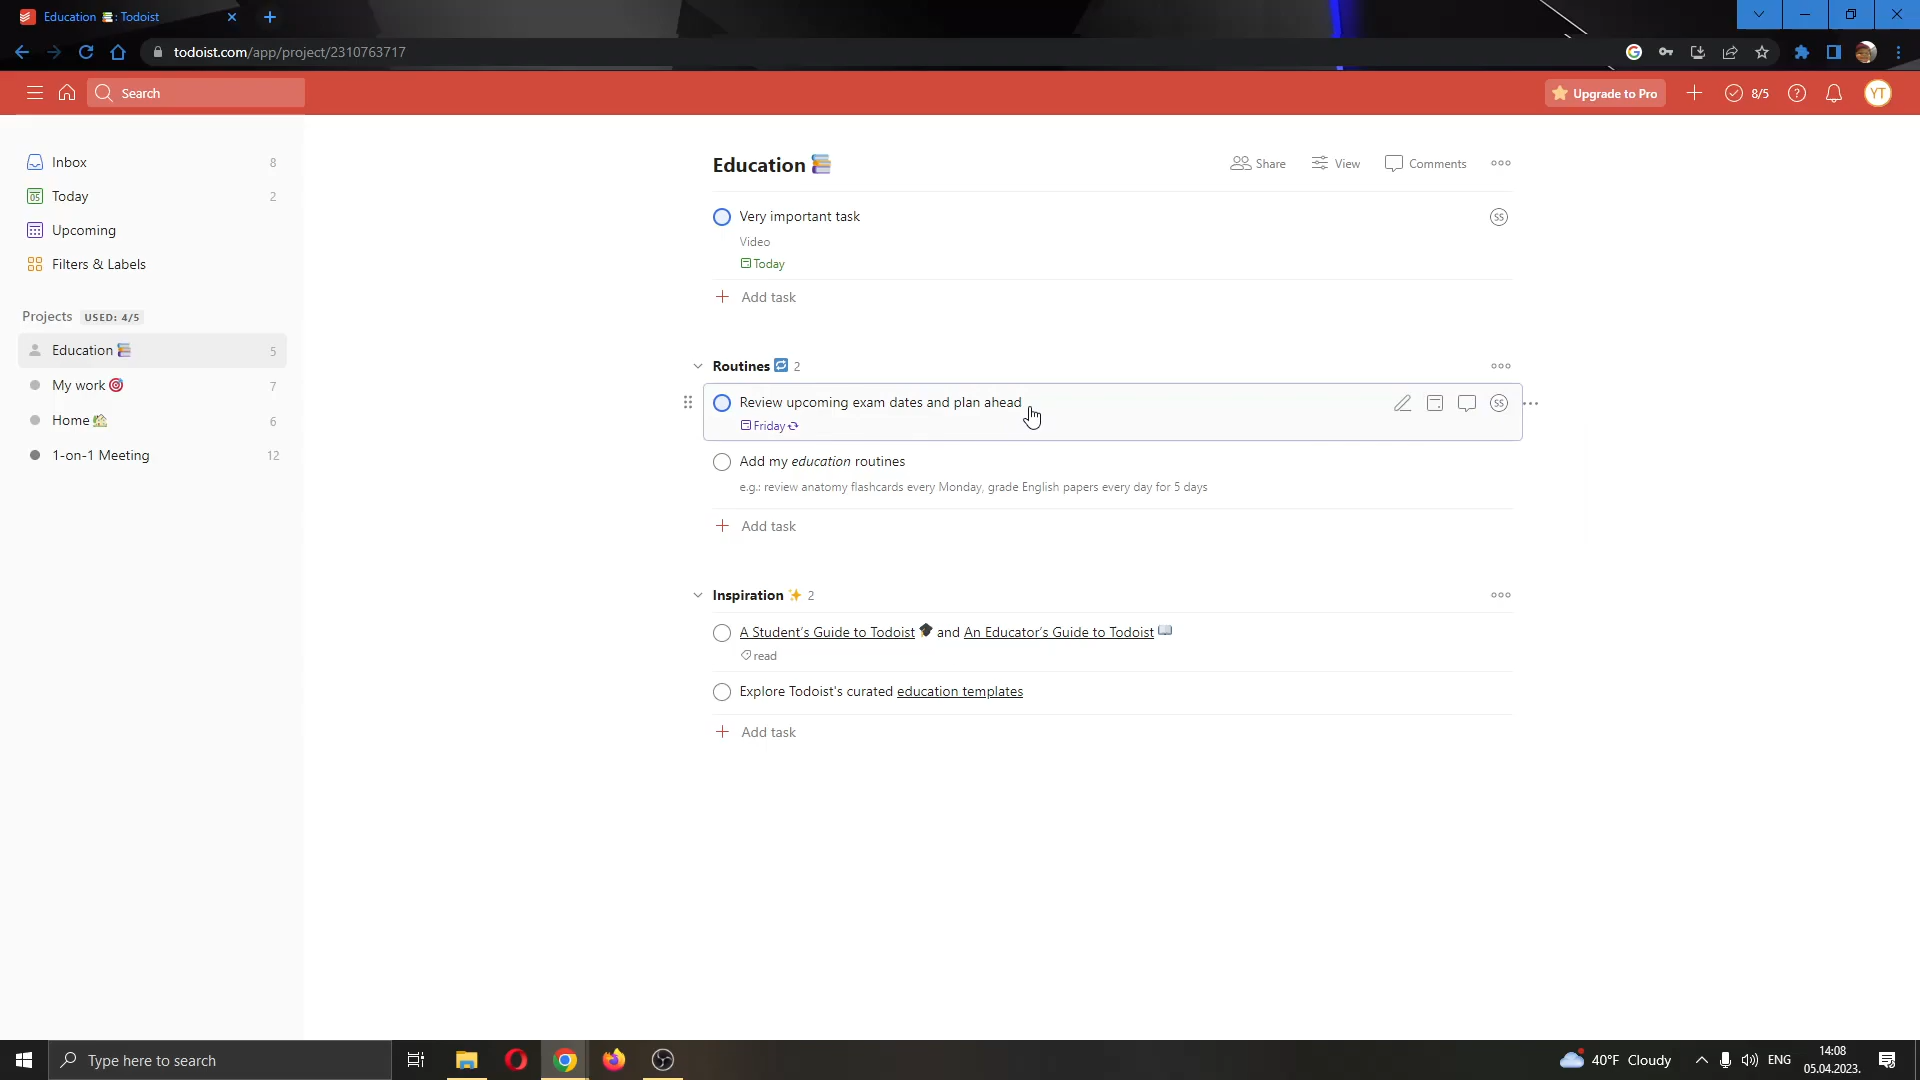 Education 📚: Todoist
todoist.com/app/project/2310763717
Search
Upgrade to Pro
8/5
YT
Inbox 8
05 Today 2
Upcoming
Filters & Labels
Projects USED: 4/5
Education 📚 5
My work 🎯 7
Home 🏡 6
1-on-1 Meeting 12
Education 📚
Share
View
Comments
Very important task
SS
Video
Today
Add task
Routines 🔁 2
Review upcoming exam dates and plan ahead
SS
Friday
Add my education routines
e.g.: review anatomy flashcards every Monday, grade English papers every day for 5 days
Add task
Inspiration ✨ 2
A Student's Guide to Todoist 🎓 and An Educator's Guide to Todoist 📖
read
Explore Todoist's curated education templates
Add task
Type here to search
40°F Cloudy
ENG
14:08
05.04.2023.